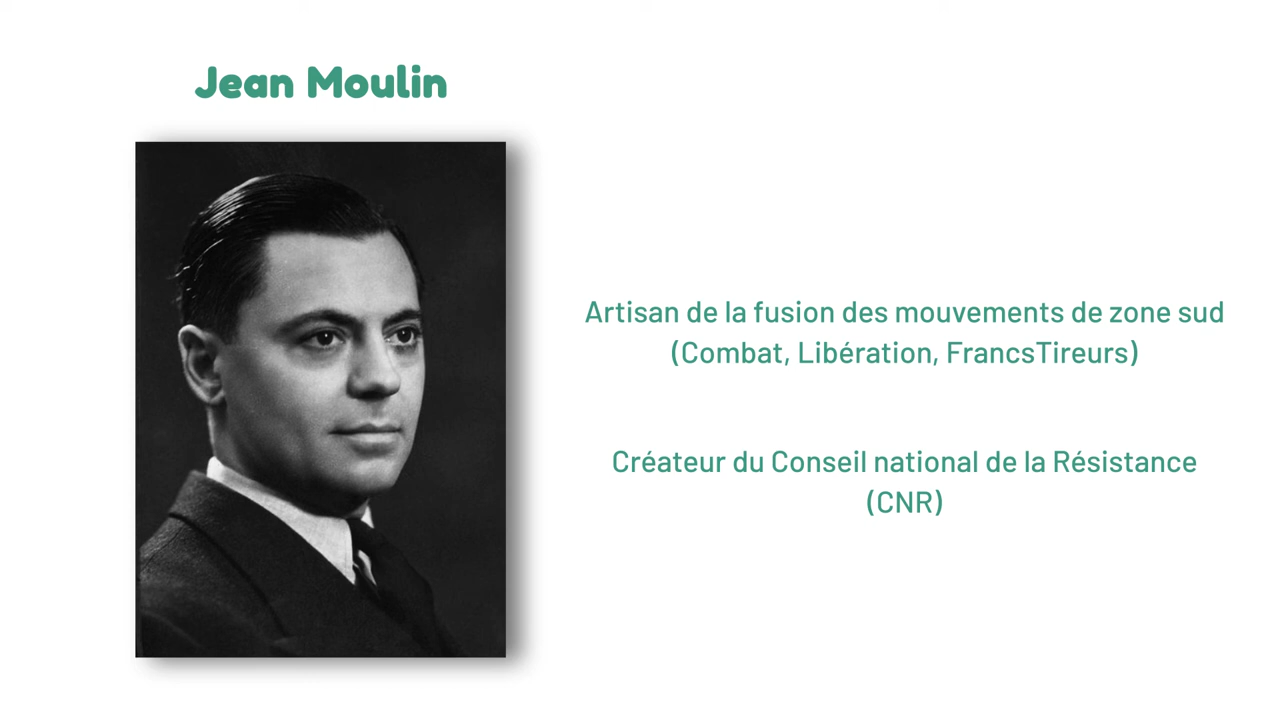 Jean Moulin
Artisan de la fusion des mouvements de zone sud
(Combat, Libération, FrancsTireurs)
Créateur du Conseil national de la Résistance
(CNR)